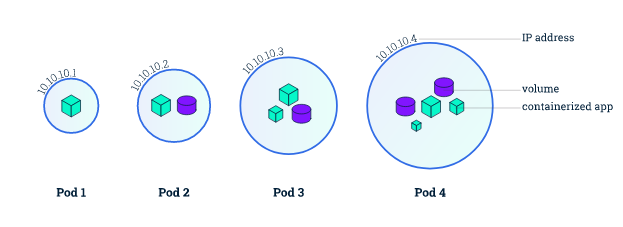 10.10.10.1
10.10.10.2
10.10.10.3
10.10.10.4
IP address
volume
containerized app
Pod 1
Pod 2
Pod 3
Pod 4